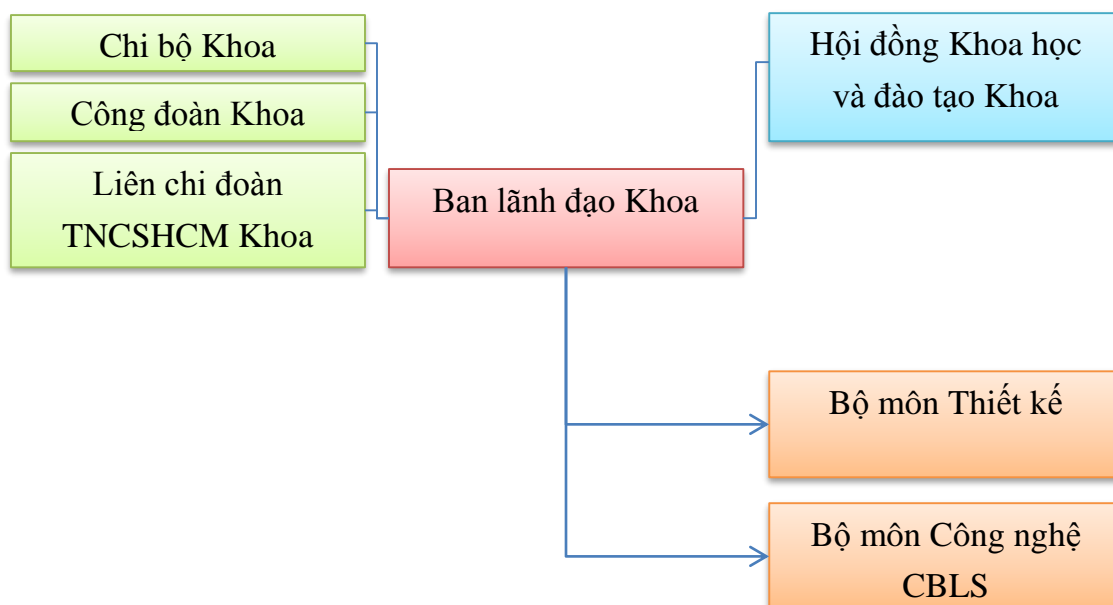 Chi bộ Khoa
Công đoàn Khoa
Liên chi đoàn
TNCSHCM Khoa
Ban lãnh đạo Khoa
Hội đồng Khoa học
và đào tạo Khoa
Bộ môn Thiết kế
Bộ môn Công nghệ
CBLS